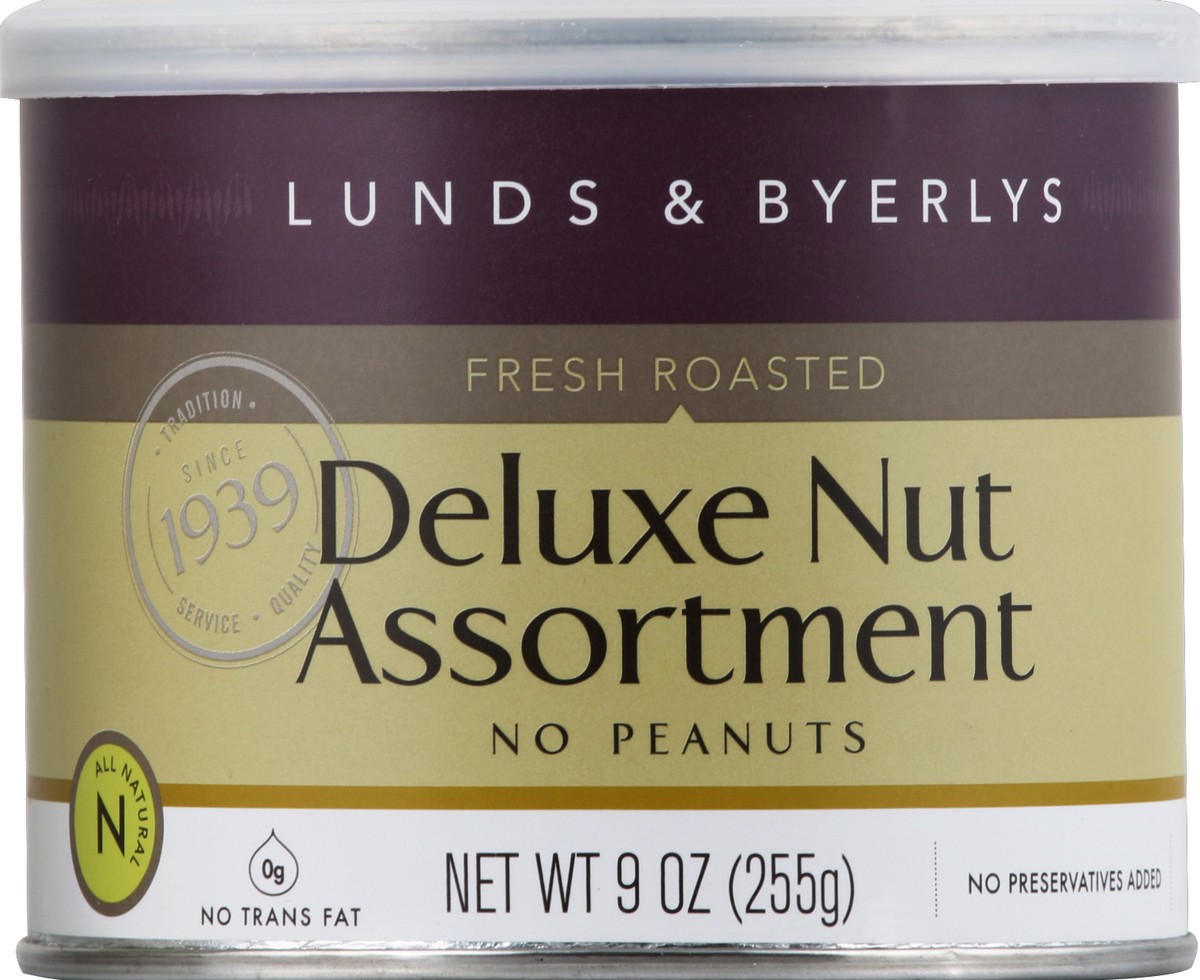 LUNDS & BYERLYS
FRESH ROASTED
TRADITION •
SINCE
1939
SERVICE • QUALITY
Deluxe Nut
Assortment
NO PEANUTS
ALL NATURAL
N
0g
NO TRANS FAT
NET WT 9 OZ (255g)
NO PRESERVATIVES ADDED